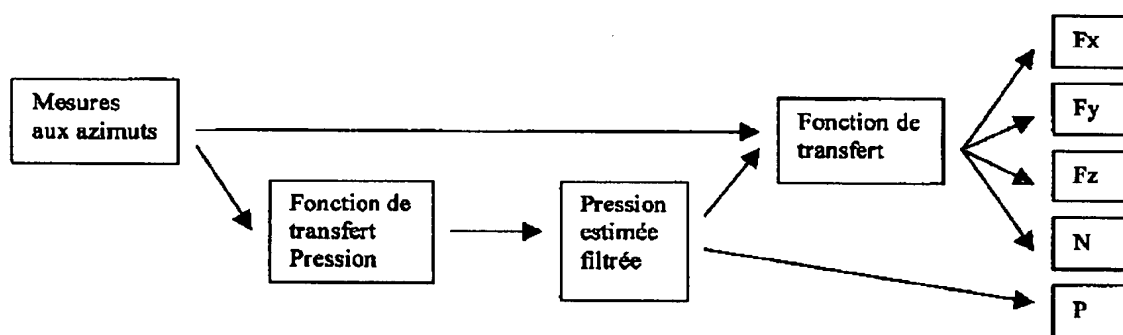 Mesures
aux azimuts
Fonction de
transfert
Pression
Pression
estimée
filtrée
Fonction de
transfert
Fx
Fy
Fz
N
P